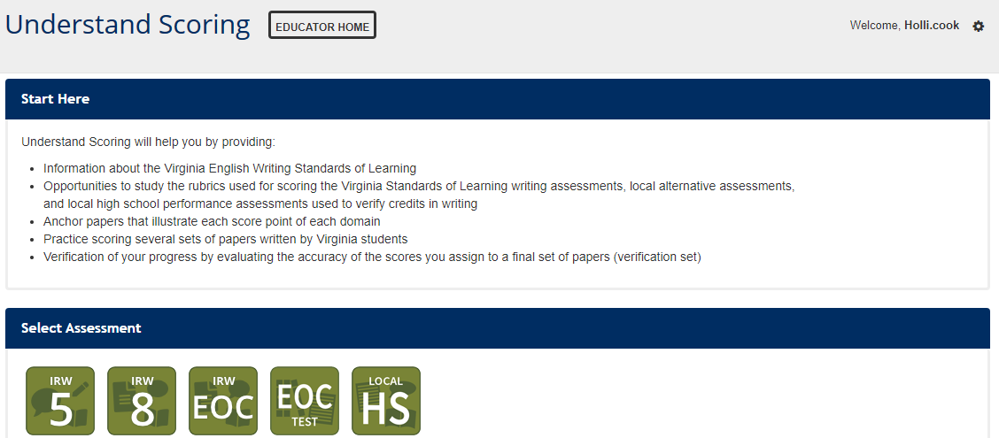 Understand Scoring
EDUCATOR HOME
Welcome, Holli.cook
Start Here
Understand Scoring will help you by providing:
• Information about the Virginia English Writing Standards of Learning
• Opportunities to study the rubrics used for scoring the Virginia Standards of Learning writing assessments, local alternative assessments,
and local high school performance assessments used to verify credits in writing
• Anchor papers that illustrate each score point of each domain
• Practice scoring several sets of papers written by Virginia students
• Verification of your progress by evaluating the accuracy of the scores you assign to a final set of papers (verification set)
Select Assessment
IRW
5
IRW
8
IRW
EOC
EOC
TEST
LOCAL
HS